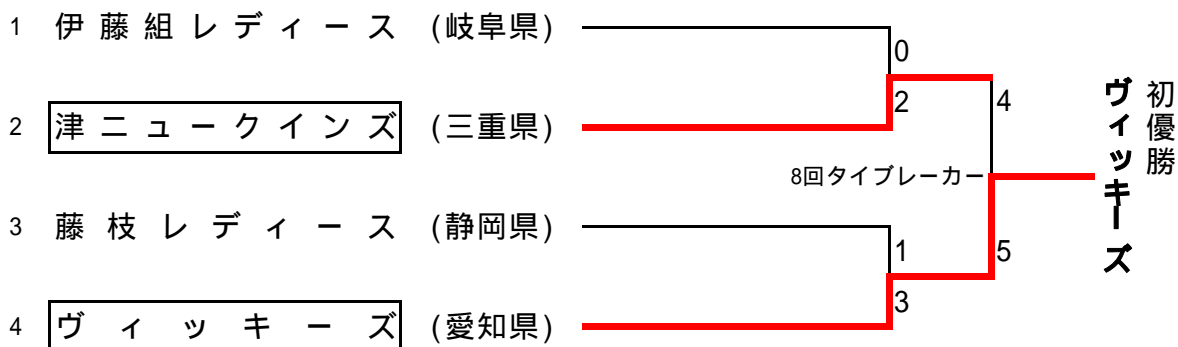 1 伊藤組レディース (岐阜県)
0
2 津ニュークインズ (三重県)
2
4
8回タイブレーカー
3 藤枝レディース (静岡県)
1
5
4 ヴィッキーズ (愛知県)
3
初優勝
ヴィッキーズ